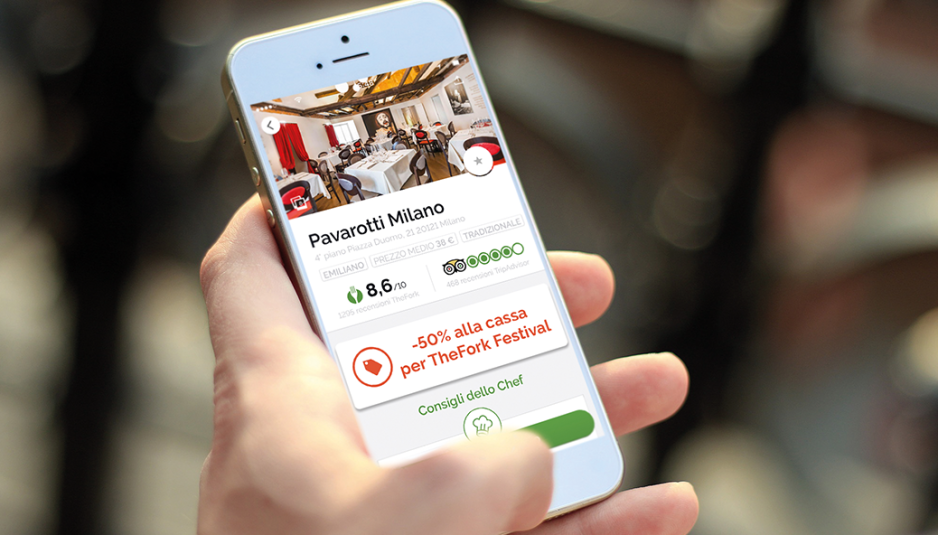 Pavarotti Milano
4° piano Piazza Duomo, 21 20121 Milano
EMILIANO PREZZO MEDIO 38 € TRADIZIONALE
8,6/10
1296 recensioni TheFork
468 recensioni TripAdvisor
-50% alla cassa
per TheFork Festival
Consigli dello Chef